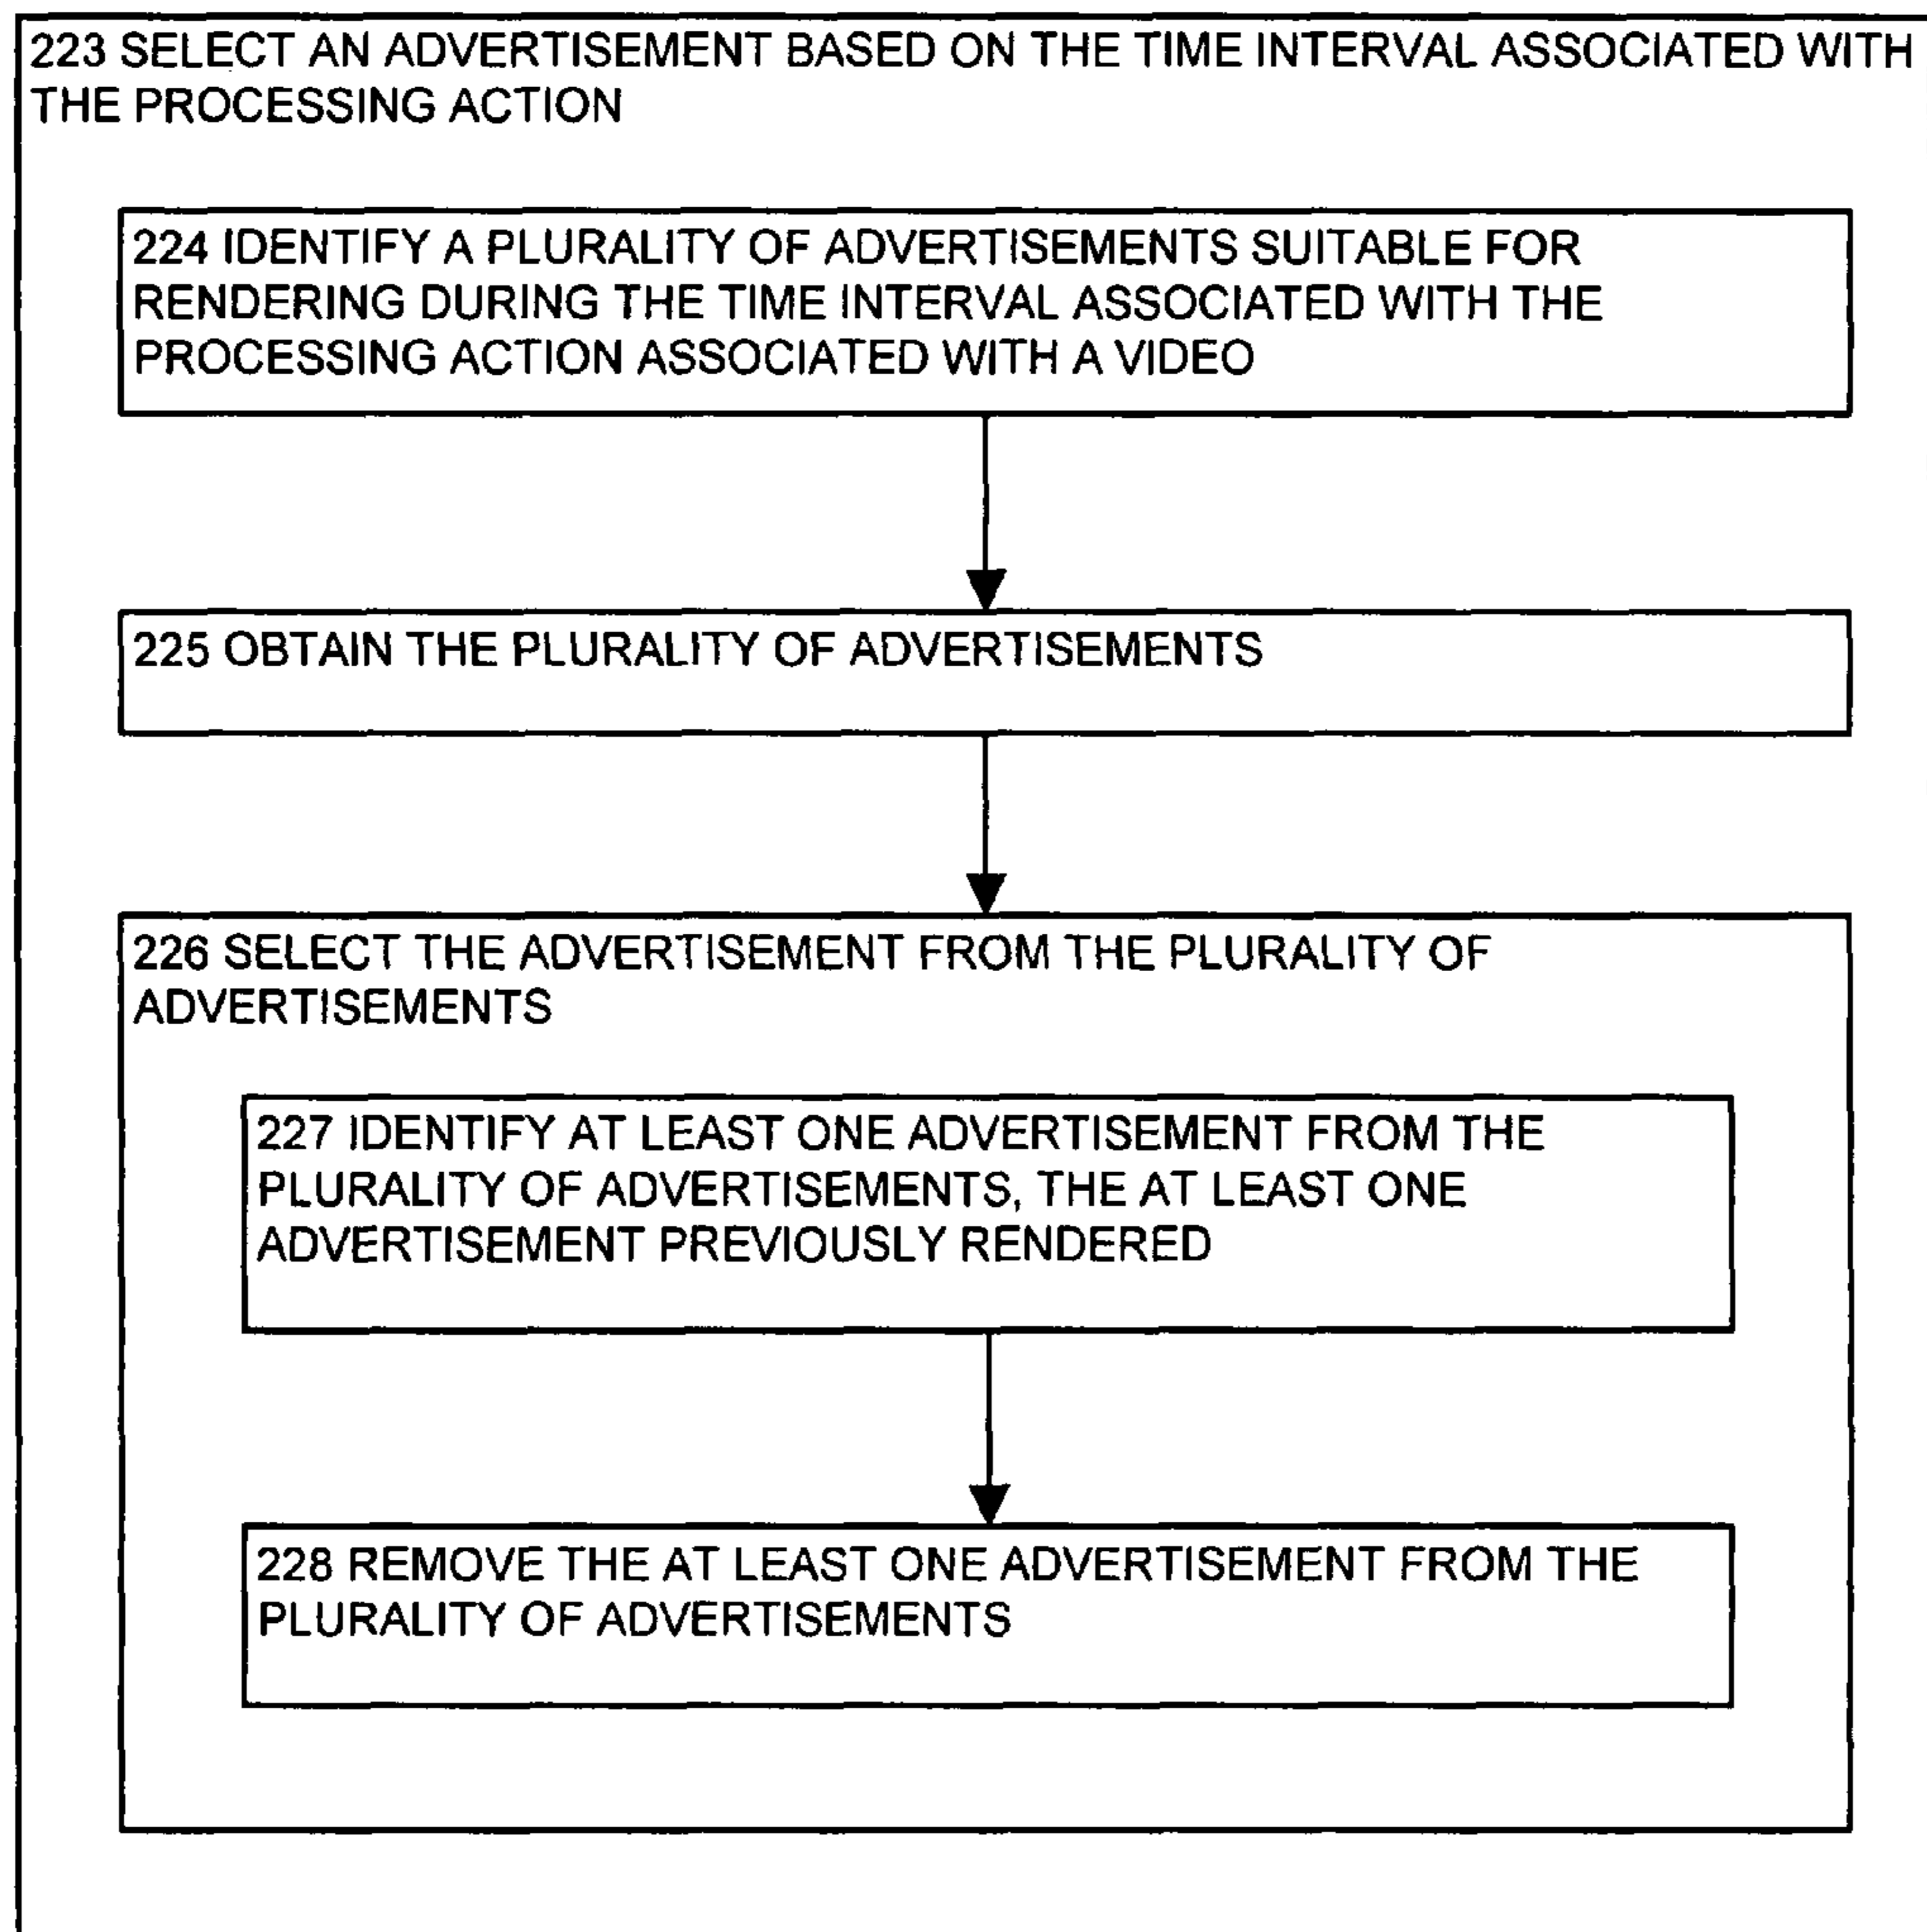 223 SELECT AN ADVERTISEMENT BASED ON THE TIME INTERVAL ASSOCIATED WITH
THE PROCESSING ACTION
224 IDENTIFY A PLURALITY OF ADVERTISEMENTS SUITABLE FOR
RENDERING DURING THE TIME INTERVAL ASSOCIATED WITH THE
PROCESSING ACTION ASSOCIATED WITH A VIDEO
225 OBTAIN THE PLURALITY OF ADVERTISEMENTS
226 SELECT THE ADVERTISEMENT FROM THE PLURALITY OF
ADVERTISEMENTS
227 IDENTIFY AT LEAST ONE ADVERTISEMENT FROM THE
PLURALITY OF ADVERTISEMENTS, THE AT LEAST ONE
ADVERTISEMENT PREVIOUSLY RENDERED
228 REMOVE THE AT LEAST ONE ADVERTISEMENT FROM THE
PLURALITY OF ADVERTISEMENTS